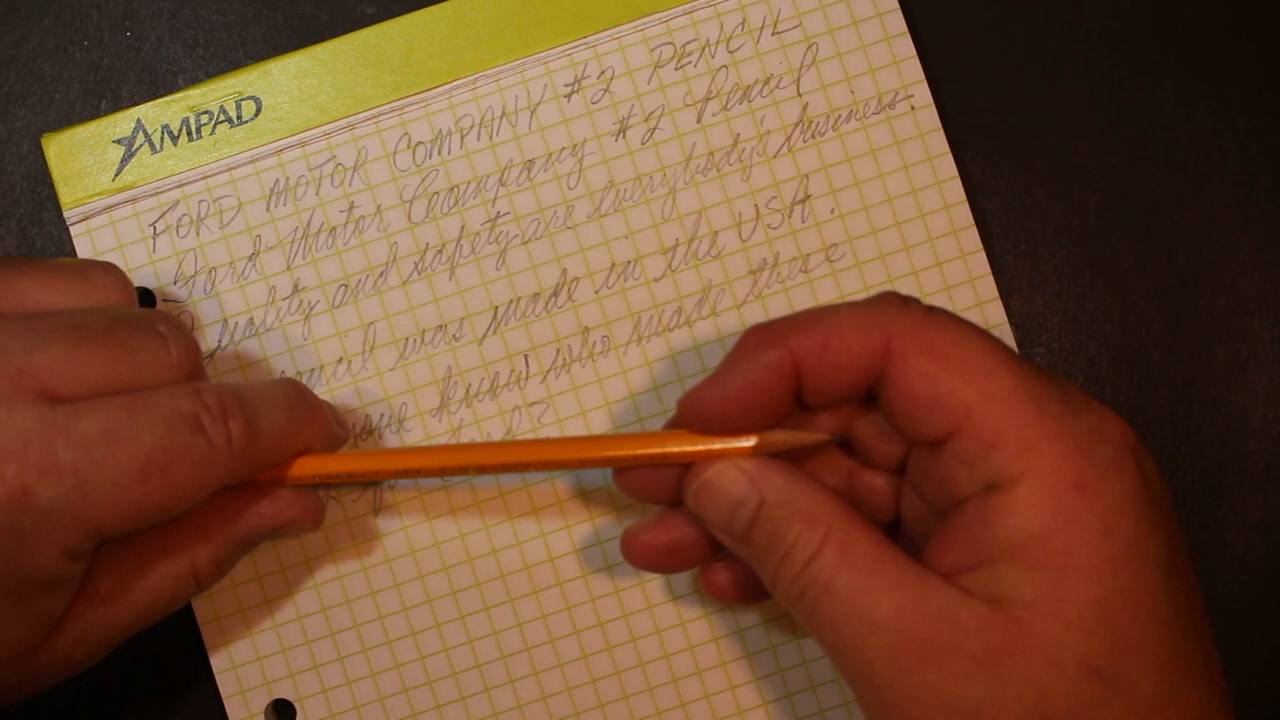 AMPAD
FORD MOTOR COMPANY #2 PENCIL
Ford Motor Company #2 Pencil
Quality and safety are everybody's business.
was made in the USA.
know who made these